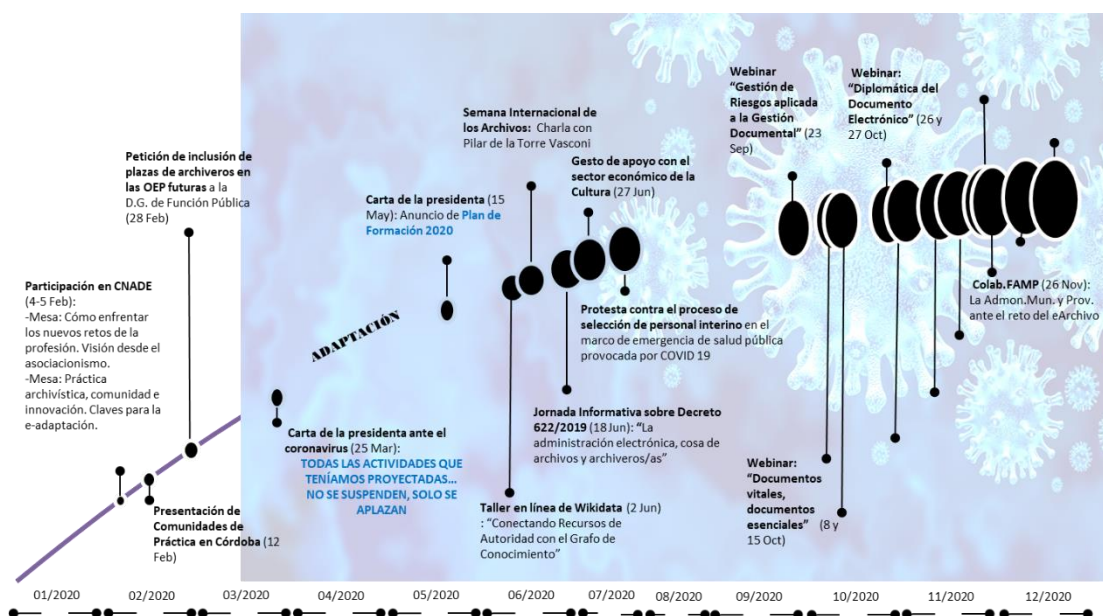 Participación en CNADE
(4-5 Feb):
-Mesa: Cómo enfrentar
los nuevos retos de la
profesión. Visión desde el
asociacionismo.
-Mesa: Práctica
archivística, comunidad e
innovación. Claves para la
e-adaptación.
Presentación de
Comunidades de
Práctica en Córdoba (12
Feb)
Petición de inclusión de
plazas de archiveros en
las OEP futuras a la
D.G. de Función Pública
(28 Feb)
Carta de la presidenta ante el
coronavirus (25 Mar):
TODAS LAS ACTIVIDADES QUE
TENÍAMOS PROYECTADAS...
NO SE SUSPENDEN, SOLO SE
APLAZAN
ADAPTACIÓN
Carta de la presidenta (15
May): Anuncio de Plan de
Formación 2020
Taller en línea de Wikidata (2 Jun)
: "Conectando Recursos de
Autoridad con el Grafo de
Conocimiento"
Semana Internacional de
los Archivos: Charla con
Pilar de la Torre Vasconi
Jornada Informativa sobre Decreto
622/2019 (18 Jun): "La
administración electrónica, cosa de
archivos y archiveros/as"
Gesto de apoyo con el
sector económico de la
Cultura (27 Jun)
Protesta contra el proceso de
selección de personal interino en el
marco de emergencia de salud pública
provocada por COVID 19
Webinar
"Gestión de
Riesgos aplicada
a la Gestión
Documental" (23
Sep)
Webinar:
"Documentos
vitales,
documentos
esenciales" (8 y
15 Oct)
Webinar:
"Diplomática del
Documento
Electrónico" (26 y
27 Oct)
Colab.FAMP (26 Nov):
La Admon.Mun. y Prov.
ante el reto del eArchivo
01/2020
02/2020
03/2020
04/2020
05/2020
06/2020
07/2020
08/2020
09/2020
10/2020
11/2020
12/2020